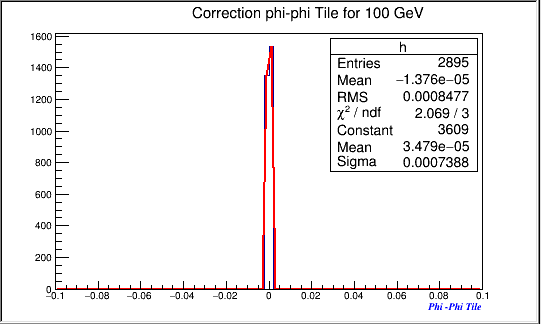 Correction phi-phi Tile for 100 GeV
h
Entries 2895
Mean −1.376e−05
RMS 0.0008477
χ² / ndf 2.069 / 3
Constant 3609
Mean 3.479e−05
Sigma 0.0007388
1600
1400
1200
1000
800
600
400
200
0
−0.1 −0.08 −0.06 −0.04 −0.02 0 0.02 0.04 0.06 0.08 0.1
Phi -Phi Tile